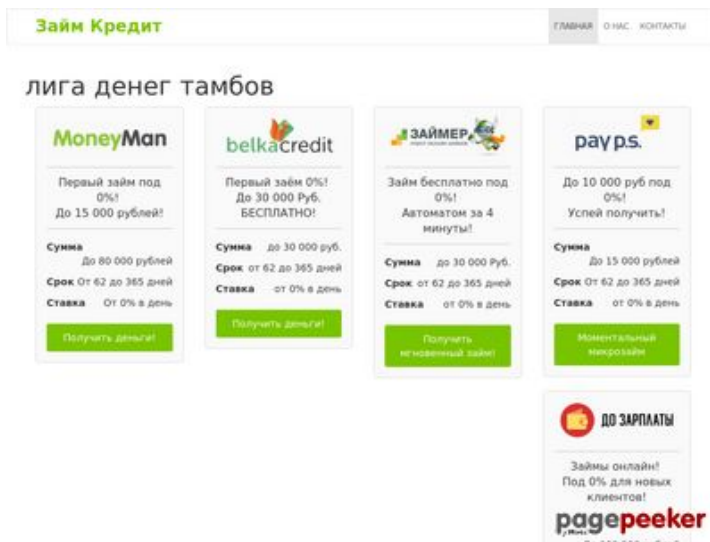 Займ Кредит
ГЛАВНАЯ О НАС. КОНТАКТЫ
лига денег тамбов
MoneyMan
Первый займ под
0%!
До 15 000 рублей!
Сумма
До 80 000 рублей
Срок От 62 до 365 дней
Ставка От 0% в день
Получить деньги!
belkacredit
Первый заём 0%!
До 30 000 Руб.
БЕСПЛАТНО!
Сумма до 30 000 руб.
Срок от 62 до 365 дней
Ставка от 0% в день
Получить деньги!
ЗАЙМЕР
Займ бесплатно под
0%!
Автоматом за 4
минуты!
Сумма до 30 000 Руб.
Срок от 62 до 365 дней
Ставка от 0% в день
Получить
мгновенный займ!
pay p.s.
До 10 000 руб под
0%!
Успей получить!
Сумма
До 15 000 рублей
Срок От 62 до 365 дней
Ставка от 0% в день
Моментальный
микрозайм
ДО ЗАРПЛАТЫ
Займы онлайн!
Под 0% для новых
клиентов!
pagepeeker